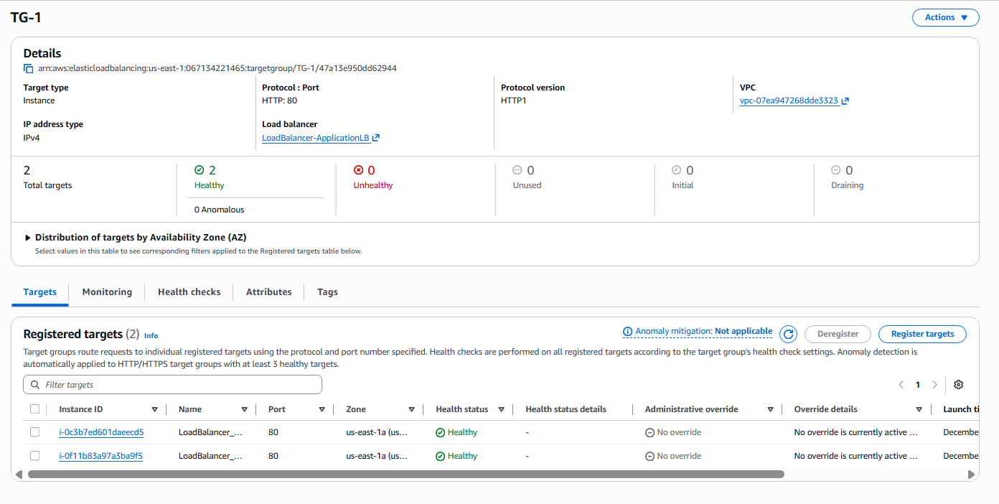 TG-1
Actions
Details
arn:aws:elasticloadbalancing:us-east-1:067134221465:targetgroup/TG-1/47a13e950dd62944
Target type
Instance
Protocol : Port
HTTP: 80
Protocol version
HTTP1
VPC
vpc-07ea947268dde3323
IP address type
IPv4
Load balancer
LoadBalancer-ApplicationLB
2
Total targets
2
Healthy
0 Anomalous
0
Unhealthy
0
Unused
0
Initial
0
Draining
Distribution of targets by Availability Zone (AZ)
Select values in this table to see corresponding filters applied to the Registered targets table below.
Targets Monitoring Health checks Attributes Tags
Registered targets (2) Info
Anomaly mitigation: Not applicable
Deregister
Register targets
Target groups route requests to individual registered targets using the protocol and port number specified. Health checks are performed on all registered targets according to the target group's health check settings. Anomaly detection is
automatically applied to HTTP/HTTPS target groups with at least 3 healthy targets.
Filter targets
1
Instance ID Name Port Zone Health status Health status details Administrative override Override details Launch ti
i-0c3b7ed601daeecd5 LoadBalancer_... 80 us-east-1a (us... Healthy - No override No override is currently active ... Decembe
i-0f11b83a97a3ba9f5 LoadBalancer_... 80 us-east-1a (us... Healthy - No override No override is currently active ... Decembe